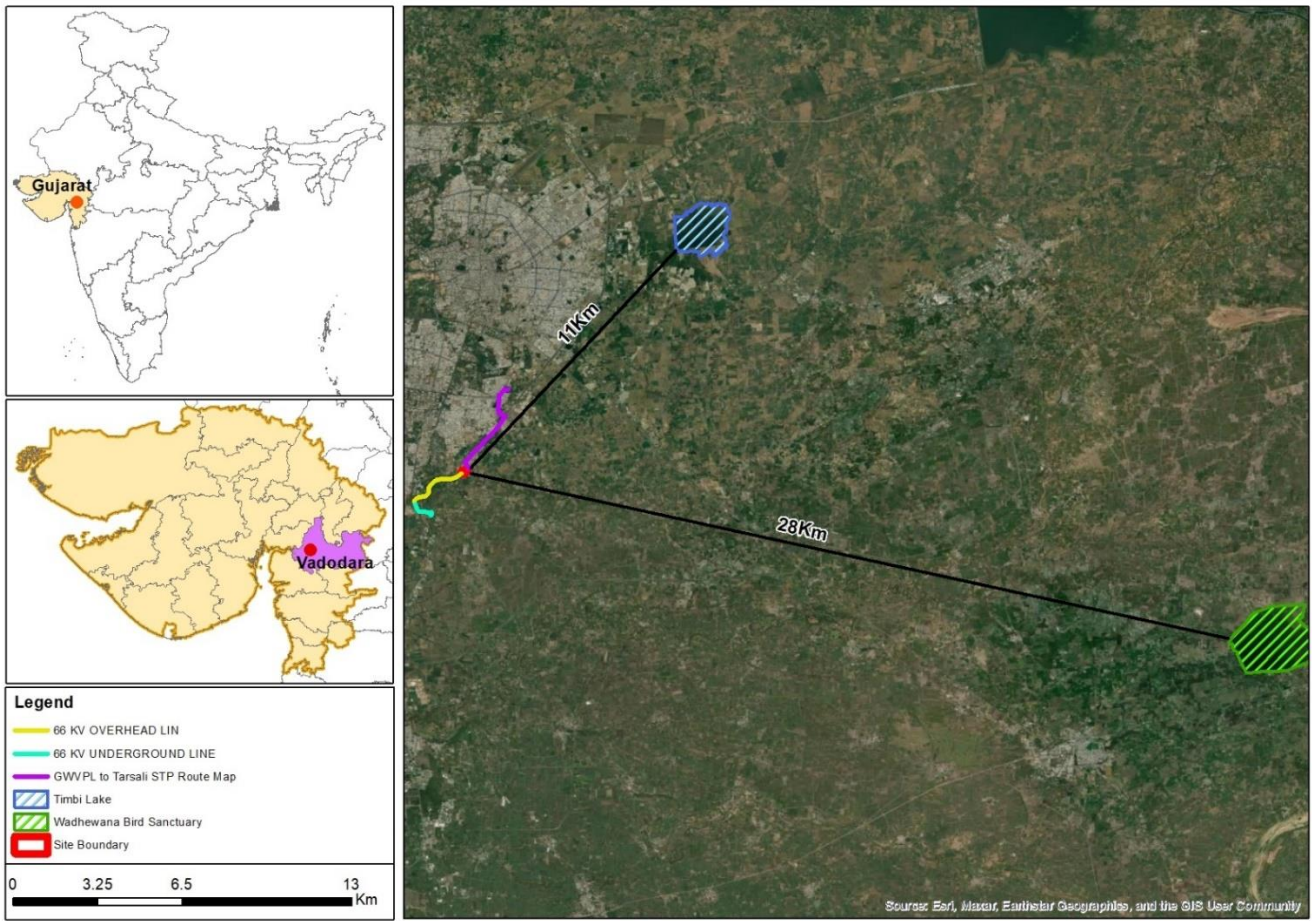 Gujarat
Vadodara
Legend
66 KV OVERHEAD LIN
66 KV UNDERGROUND LINE
GWVPL to Tarsali STP Route Map
Timbi Lake
Wadhewana Bird Sanctuary
Site Boundary
0 3.25 6.5 13
Km
11Km
28Km
Source: Esri, Maxar, Earthstar Geographics, and the GIS User Community